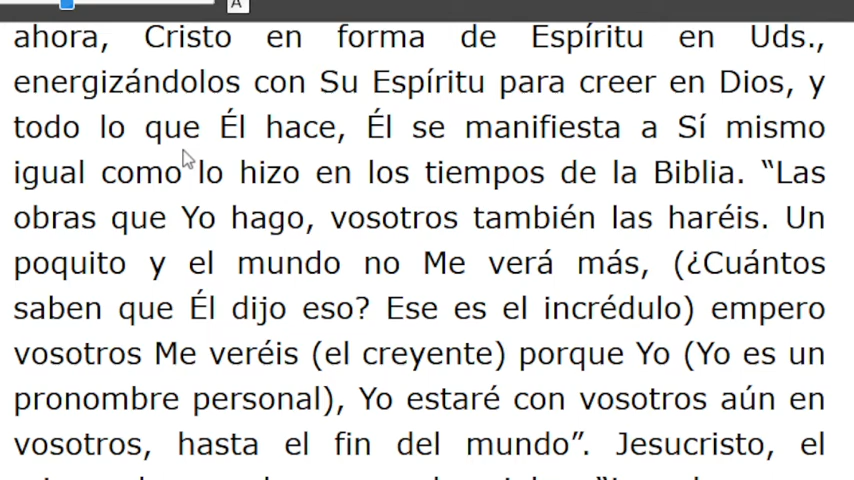 A
ahora, Cristo en forma de Espíritu en Uds.,
energizándolos con Su Espíritu para creer en Dios, y
todo lo que Él hace, Él se manifiesta a Sí mismo
igual como lo hizo en los tiempos de la Biblia. “Las
obras que Yo hago, vosotros también las haréis. Un
poquito y el mundo no Me verá más, (¿Cuántos
saben que Él dijo eso? Ese es el incrédulo) empero
vosotros Me veréis (el creyente) porque Yo (Yo es un
pronombre personal), Yo estaré con vosotros aún en
vosotros, hasta el fin del mundo”. Jesucristo, el